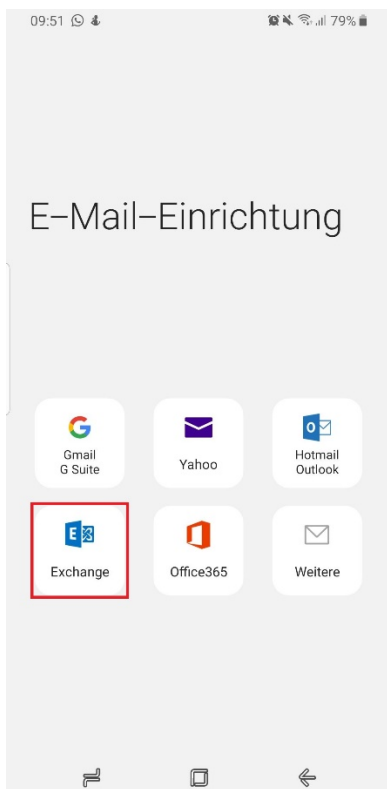 09:51 79%
E-Mail-Einrichtung
Gmail
G Suite
Yahoo
Hotmail
Outlook
Exchange
Office365
Weitere